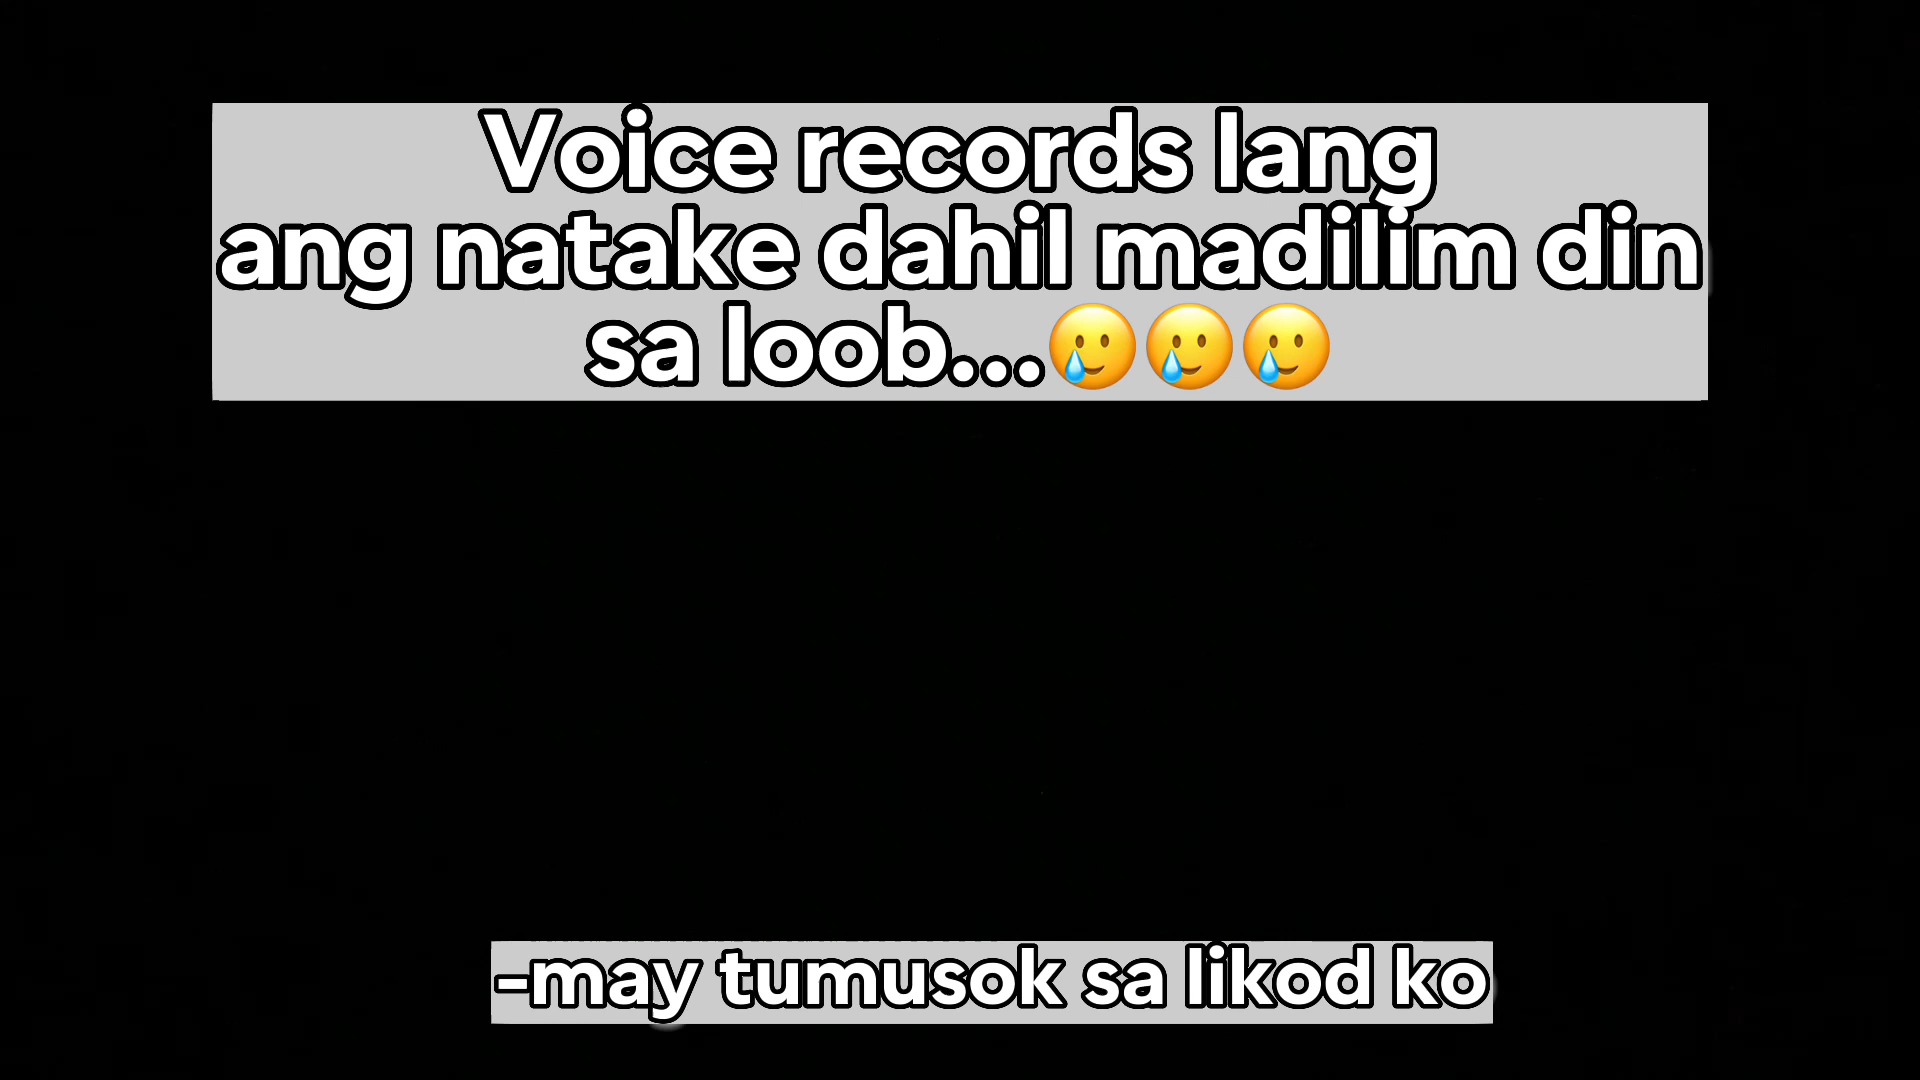 Voice records lang
ang natake dahil madilim din
sa loob...🥲🥲🥲
-may tumusok sa likod ko